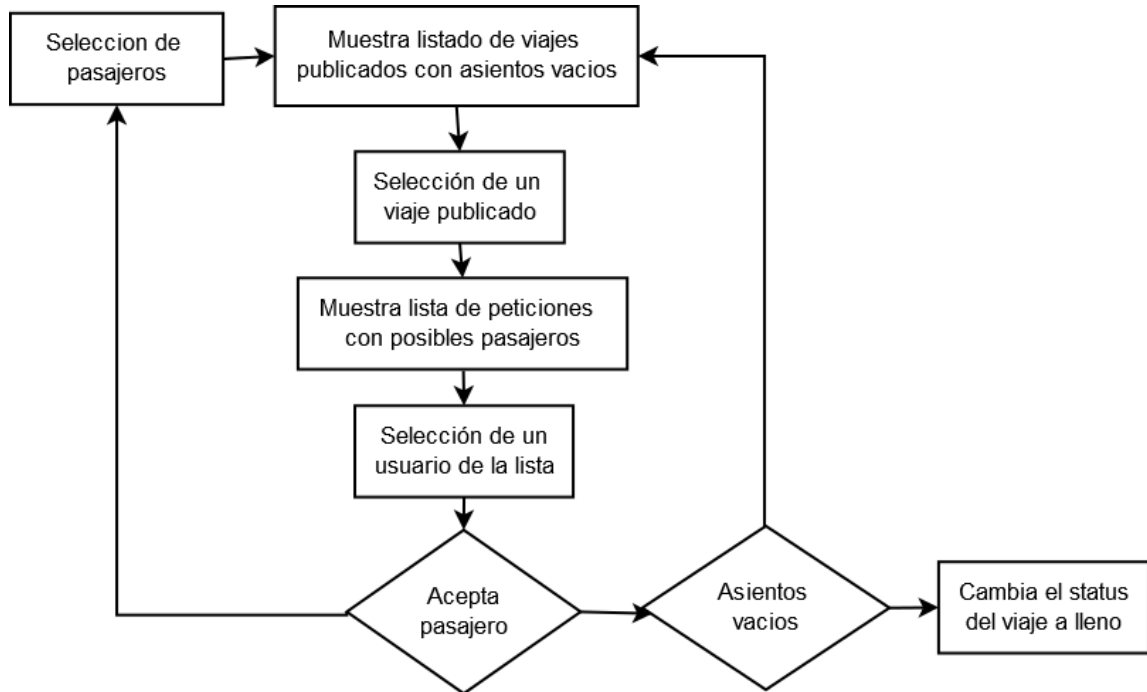 Seleccion de
pasajeros
Muestra listado de viajes
publicados con asientos vacios
Selección de un
viaje publicado
Muestra lista de peticiones
con posibles pasajeros
Selección de un
usuario de la lista
Acepta
pasajero
Asientos
vacios
Cambia el status
del viaje a lleno